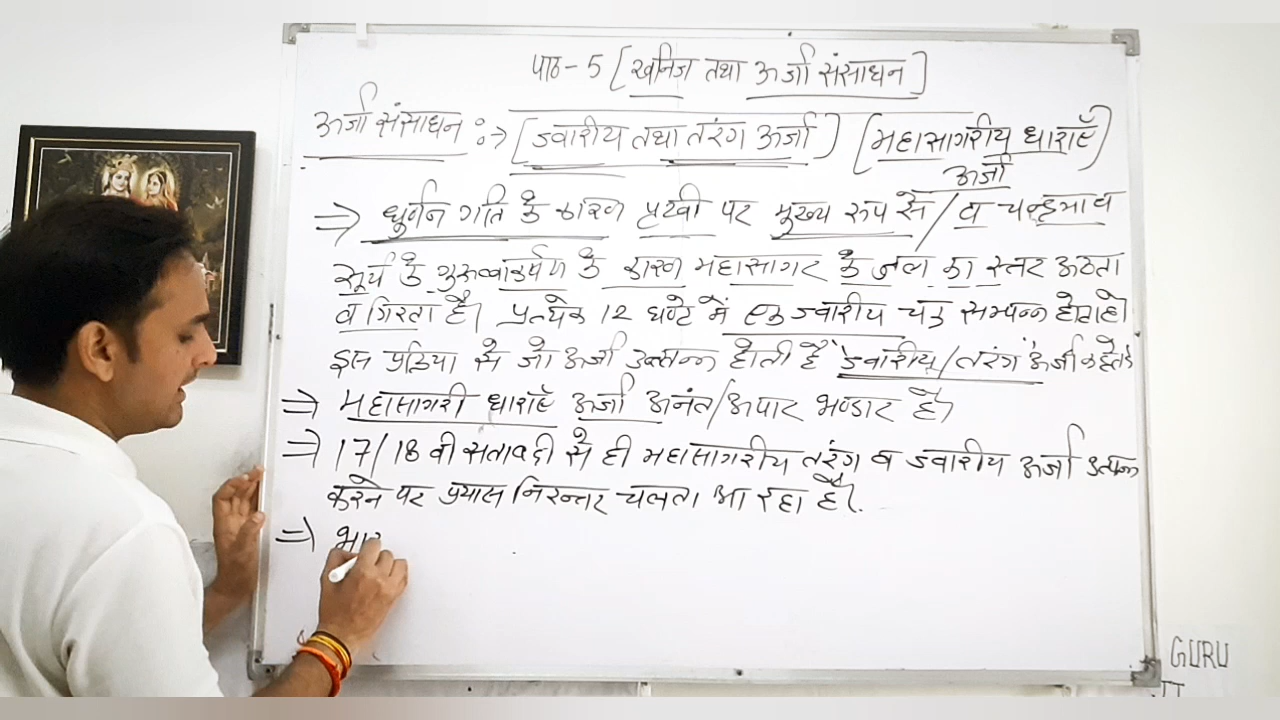 पाठ - 5 [खनिज तथा ऊर्जा संसाधन]
ऊर्जा संसाधन :→ [ज्वारीय तथा तरंग ऊर्जा] [महासागरीय धाराएँ ऊर्जा]
⇒ घुर्णन गति के कारण पृथ्वी पर मुख्य रूप से / व चन्द्रमा व
सूर्य के गुरुत्वाकर्षण के कारण महासागर के जल का स्तर उठता
व गिरता है। प्रत्येक 12 घण्टे में एक ज्वारीय चक्र सम्पन्न होता है।
इस प्रक्रिया से जो ऊर्जा उत्पन्न होती है "ज्वारीय/तरंग" ऊर्जा कहते है
⇒ महासागरी धाराएँ ऊर्जा अनंत/अपार भण्डार है।
⇒ 17/18 वी सताब्दी से ही महासागरीय तरंग व ज्वारीय ऊर्जा उत्पन्न
करने पर प्रयास निरन्तर चलता आ रहा है।
⇒ भार
GURU